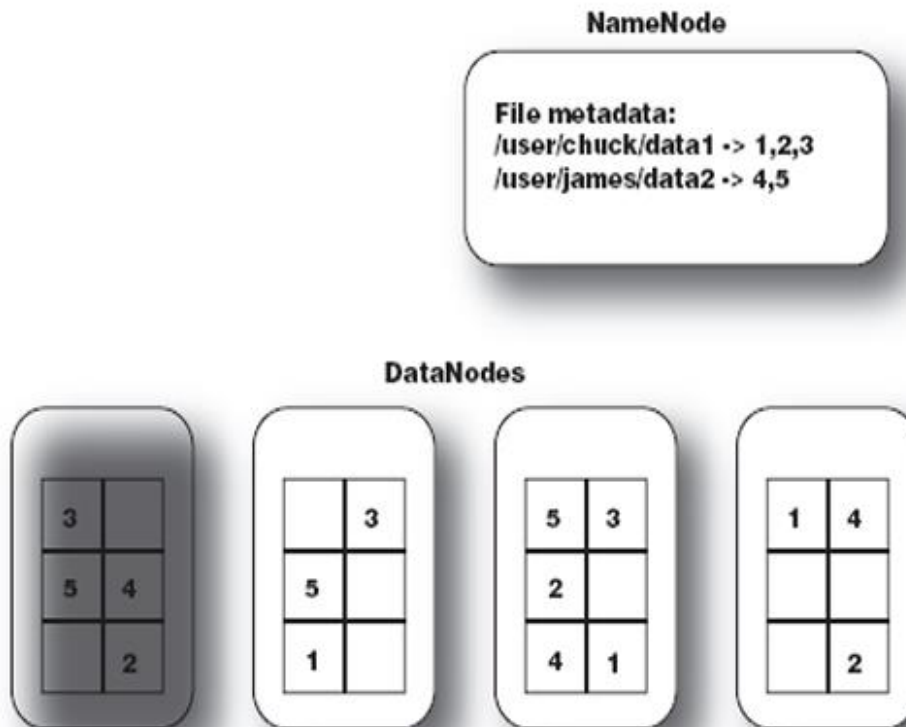 NameNode
File metadata:
/user/chuck/data1 -> 1,2,3
/user/james/data2 -> 4,5
DataNodes
3
5 4
2
3
5
1
5 3
2
4 1
1 4
2